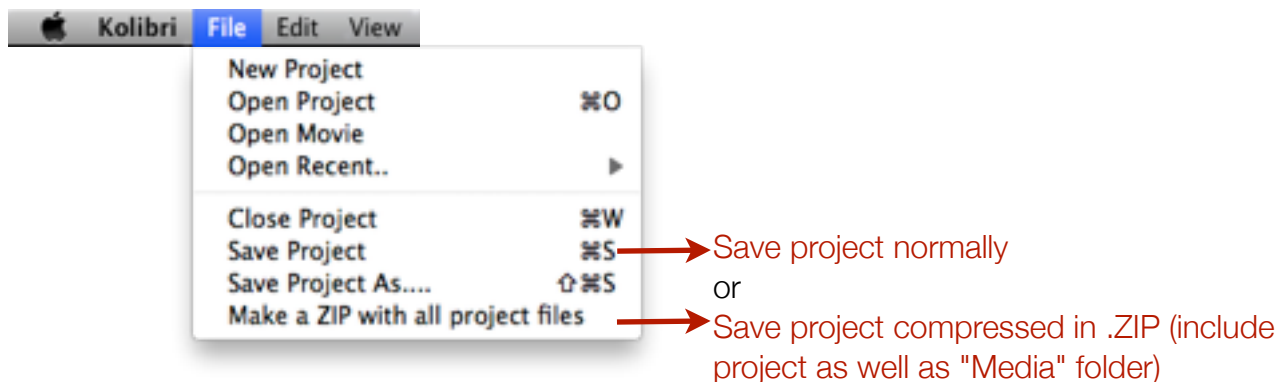 Kolibri File Edit View
New Project
Open Project ⌘O
Open Movie
Open Recent..
Close Project ⌘W
Save Project ⌘S
Save Project As.... ⇧⌘S
Make a ZIP with all project files
Save project normally
or
Save project compressed in .ZIP (include
project as well as "Media" folder)